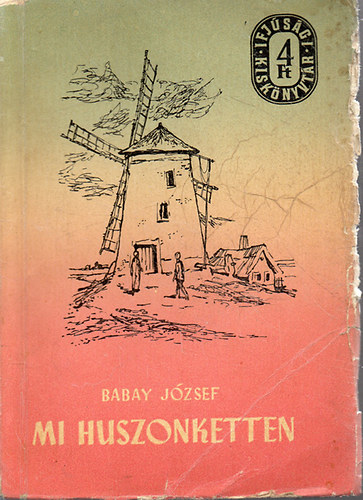 IFJÚSÁGI
KISKÖNYVTÁR
4
Ft
BABAY JÓZSEF
MI HUSZONKETTEN